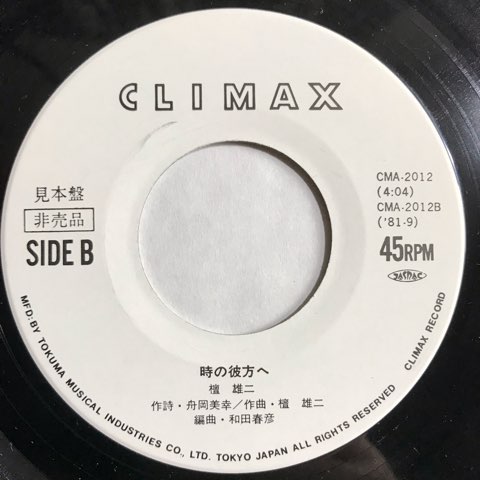 CLIMAX
見本盤
非売品
SIDE B
CMA-2012
(4:04)
CMA-2012B
('81-9)
45RPM
JASRAC
時の彼方へ
檀 雄二
作詩・舟岡美幸/作曲・檀 雄二
編曲・和田春彦
MFD: BY TOKUMA MUSICAL INDUSTRIES CO., LTD. TOKYO JAPAN ALL RIGHTS RESERVED CLIMAX RECORD